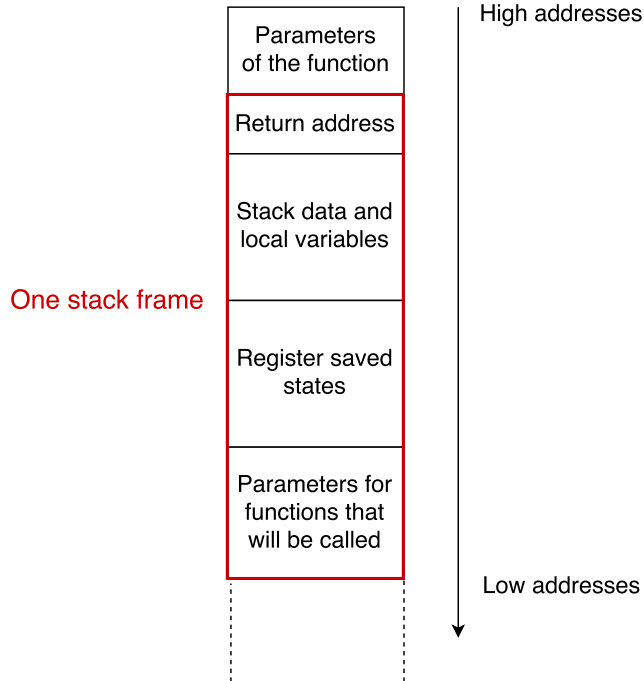 High addresses
Parameters
of the function
Return address
Stack data and
local variables
One stack frame
Register saved
states
Parameters for
functions that
will be called
Low addresses